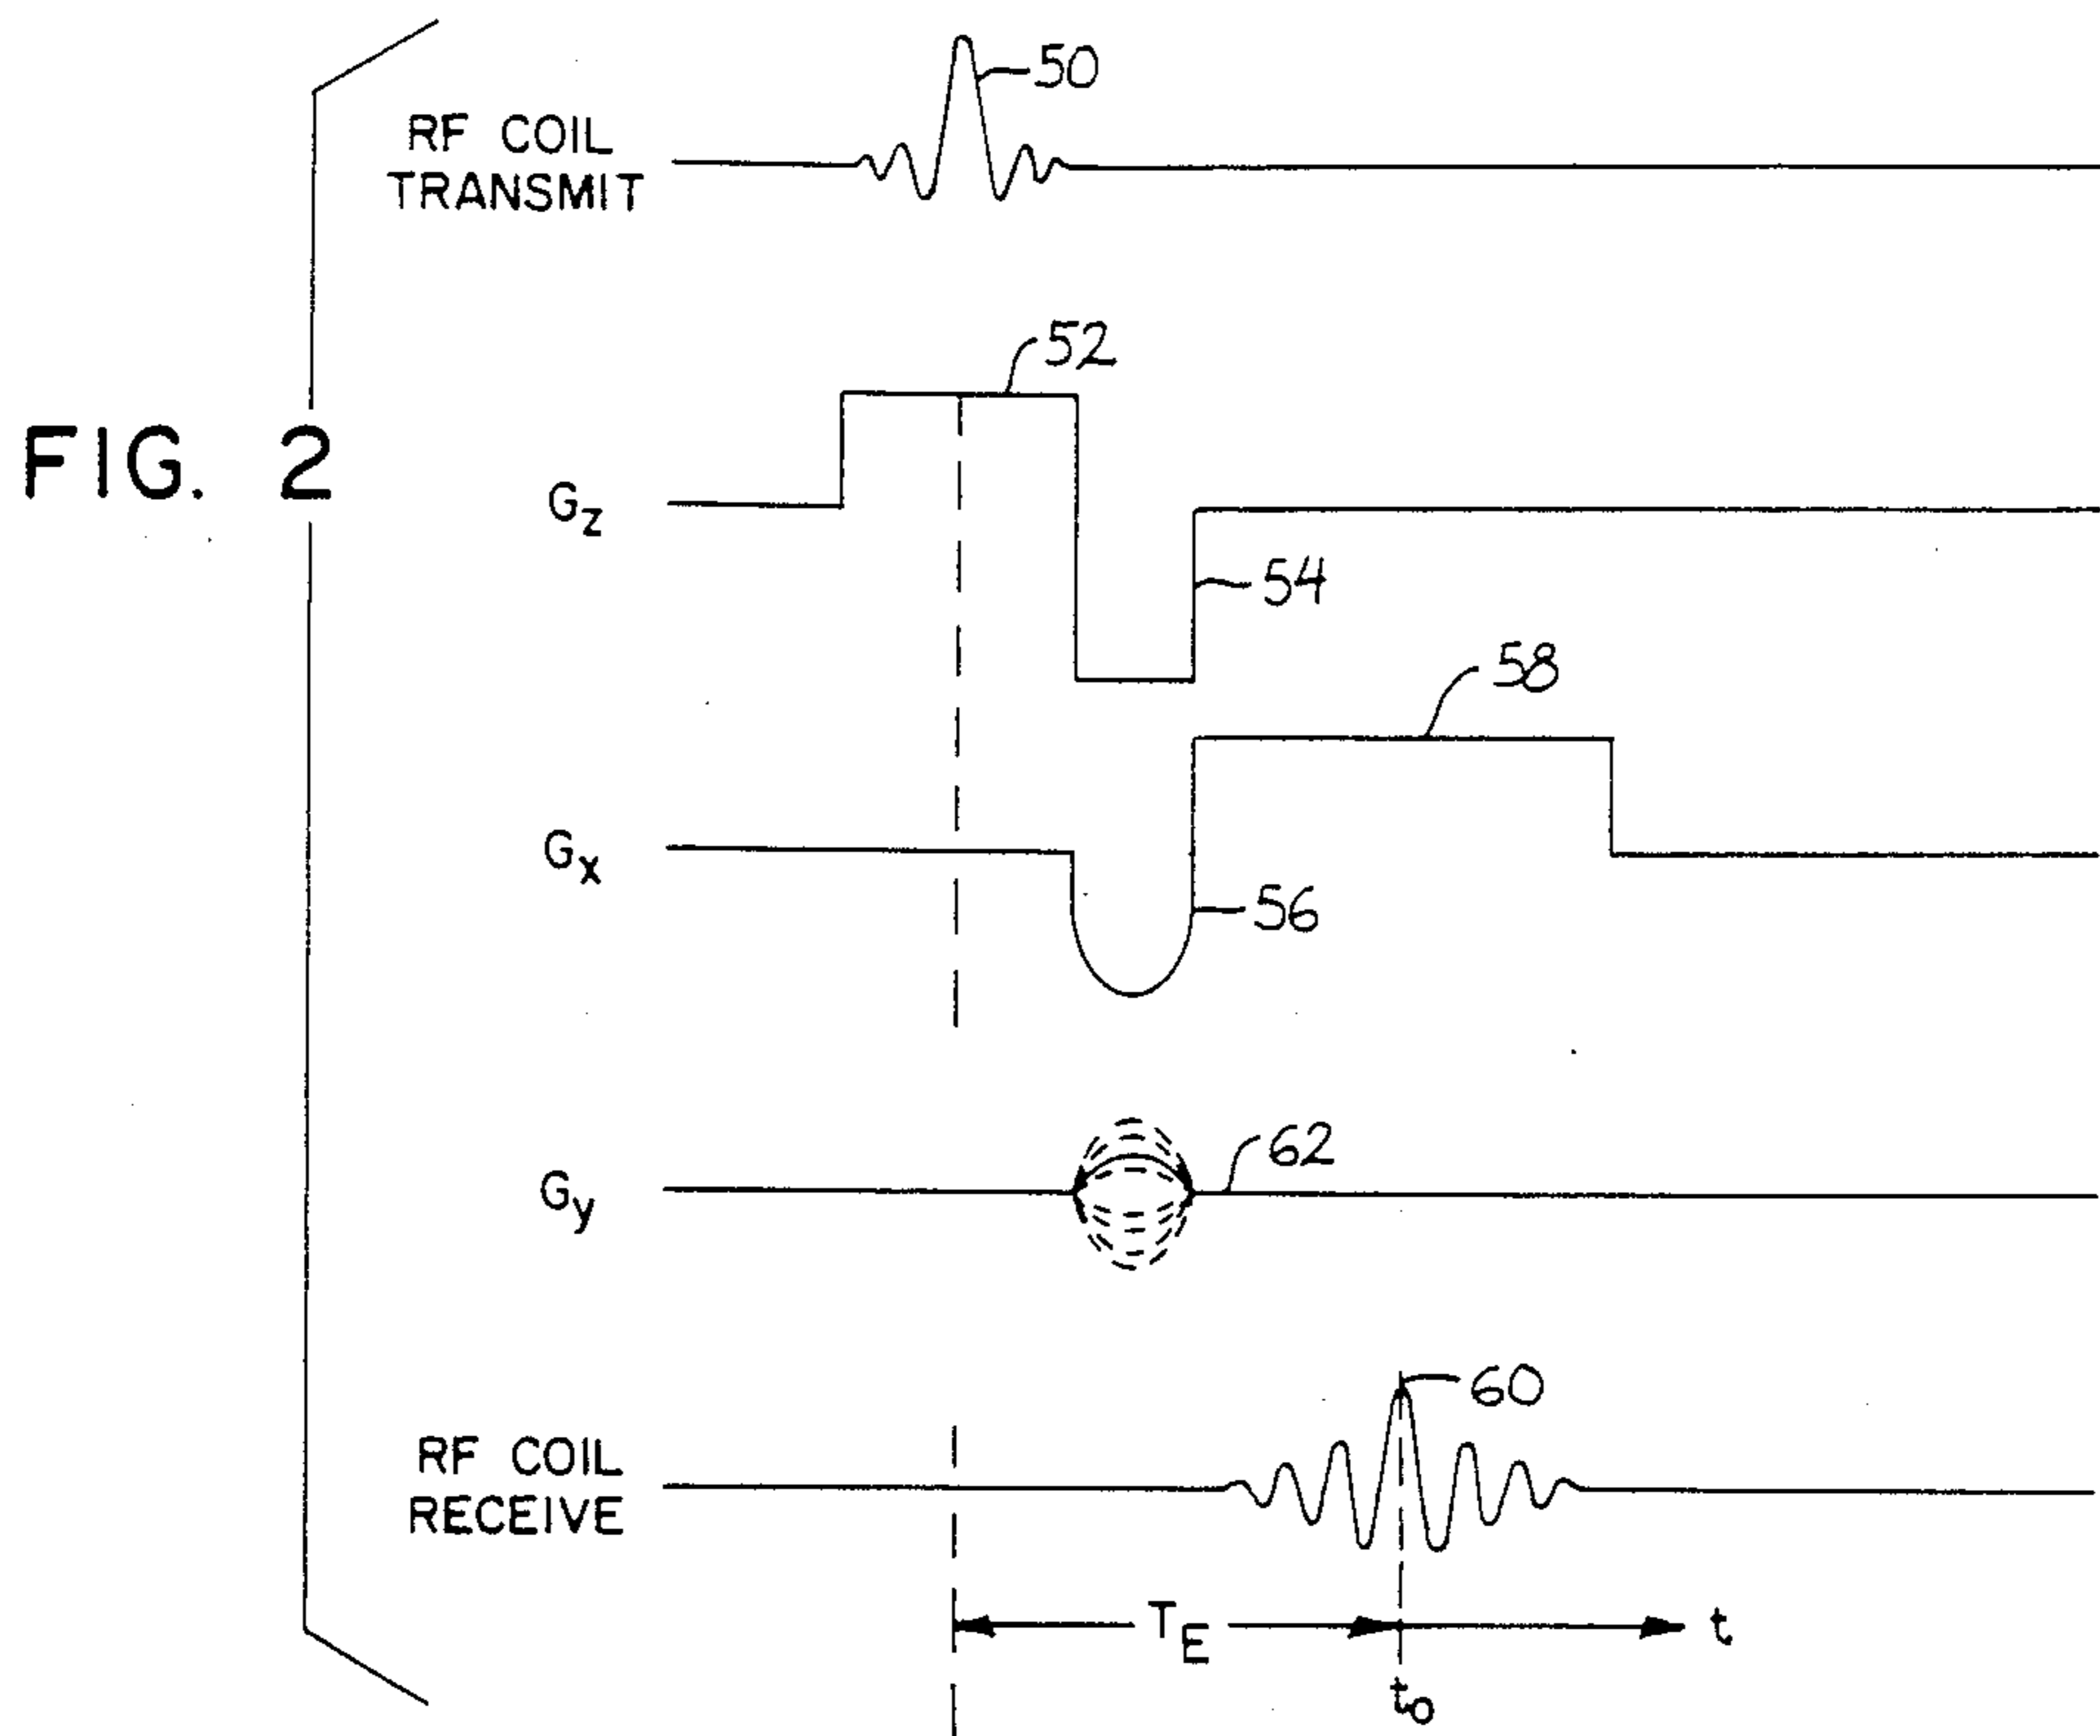 50
RF COIL
TRANSMIT
52
FIG. 2
Gz
54
58
Gx
56
62
Gy
60
RF COIL
RECEIVE
TE
t
t0